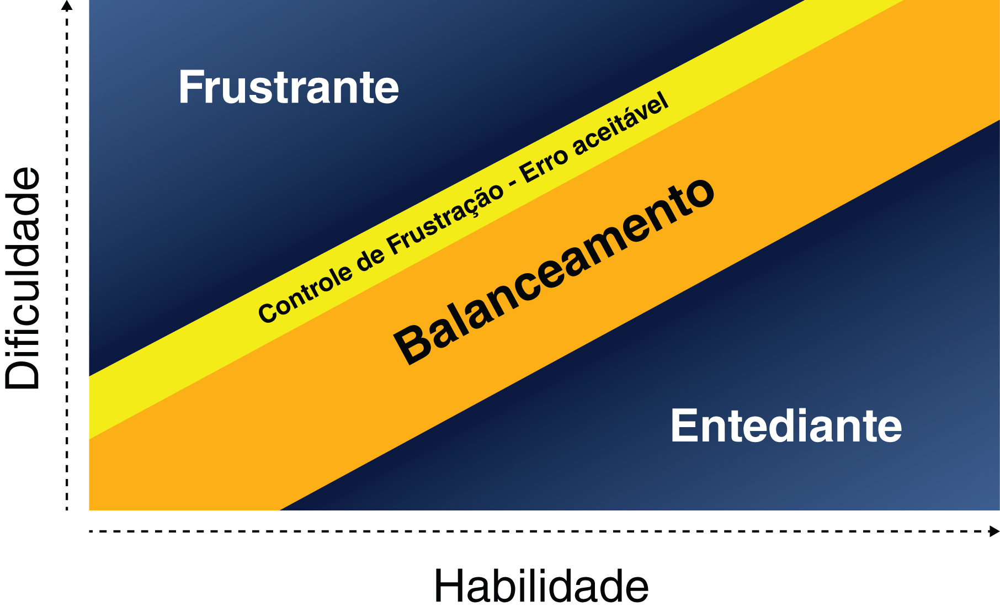 Frustrante
Controle de Frustração - Erro aceitável
Balanceamento
Entediante
Dificuldade
Habilidade